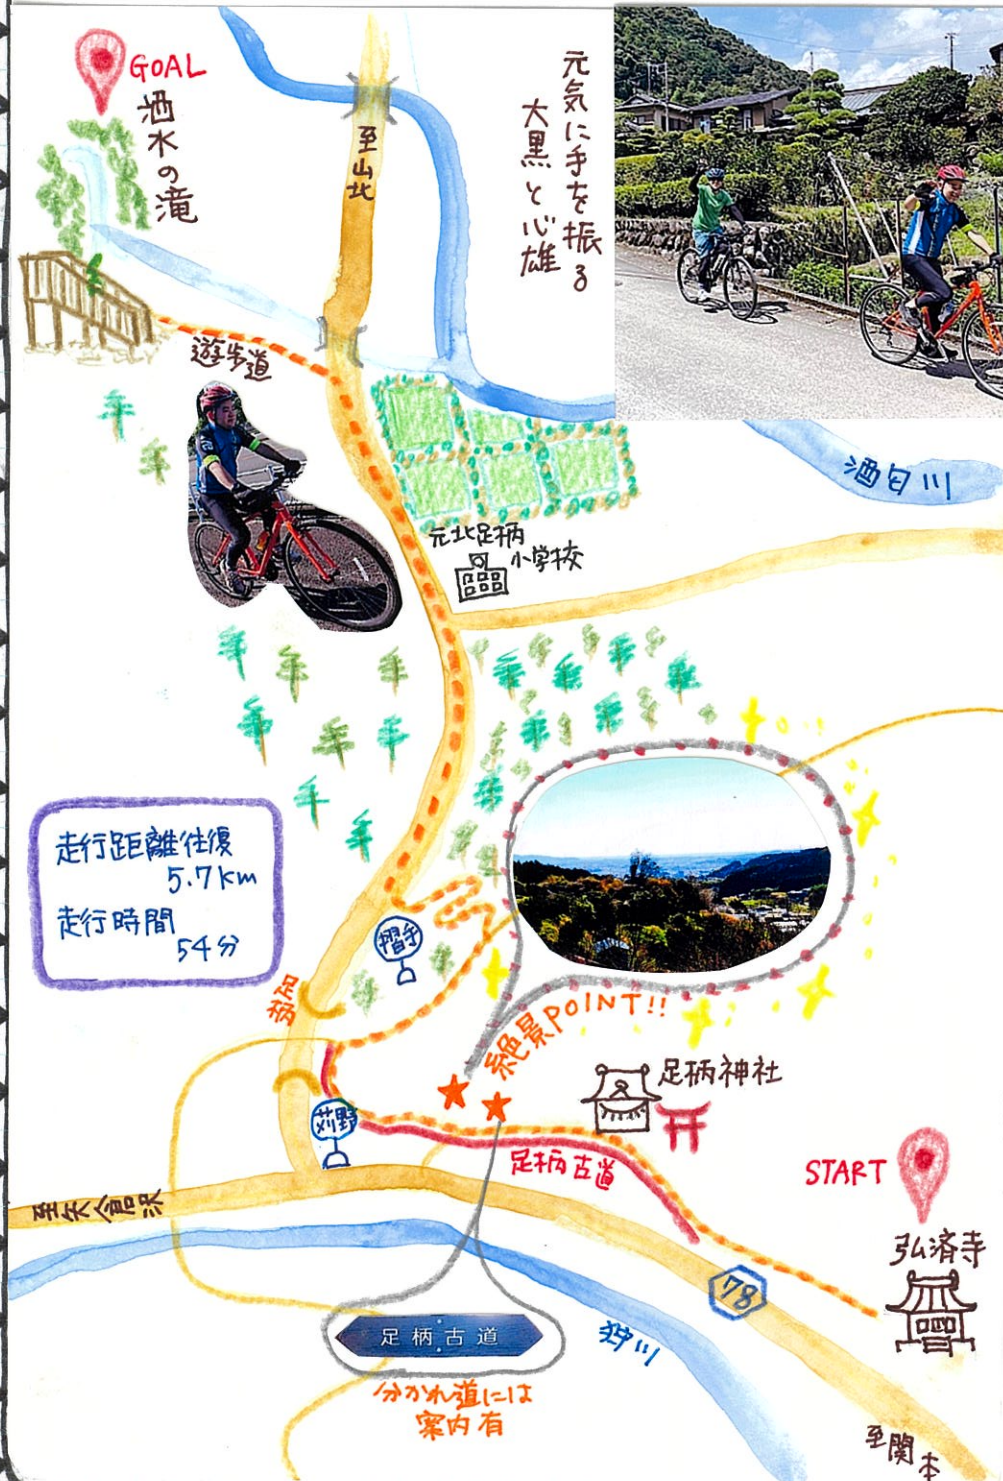 GOAL
洒水の滝
至山北
元気に手を振る
大黒と心雄
遊歩道
酒匂川
元北足柄
小学校
走行距離往復
5.7km
走行時間
54分
摺手
絶景POINT!!
足柄神社
苅野
足柄古道
START
弘済寺
至矢倉沢
78
足柄古道
狩川
分かれ道には
案内有
至関本